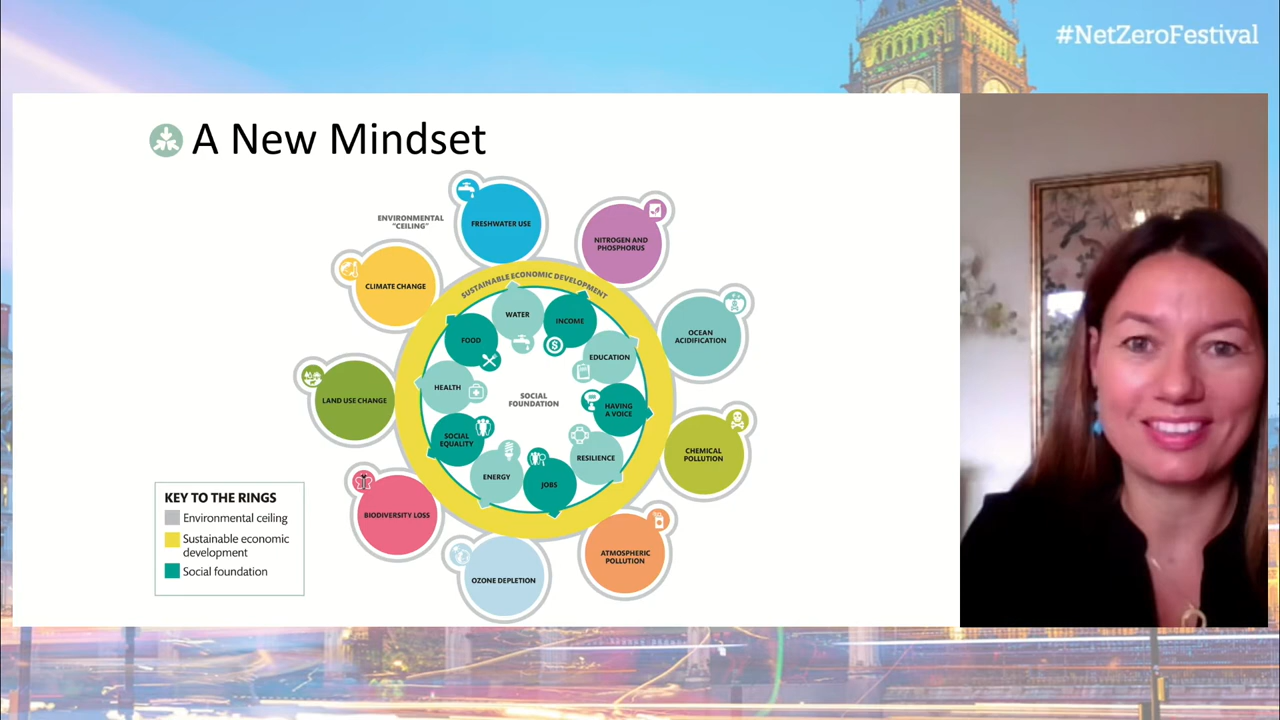 #NetZeroFestival
A New Mindset
ENVIRONMENTAL
"CEILING"
FRESHWATER USE
NITROGEN AND
PHOSPHORUS
CLIMATE CHANGE
OCEAN
ACIDIFICATION
LAND USE CHANGE
CHEMICAL
POLLUTION
BIODIVERSITY LOSS
ATMOSPHERIC
POLLUTION
OZONE DEPLETION
SUSTAINABLE ECONOMIC DEVELOPMENT
WATER
INCOME
FOOD
EDUCATION
HEALTH
HAVING
A VOICE
SOCIAL
FOUNDATION
SOCIAL
EQUALITY
RESILIENCE
ENERGY
JOBS
KEY TO THE RINGS
Environmental ceiling
Sustainable economic
development
Social foundation